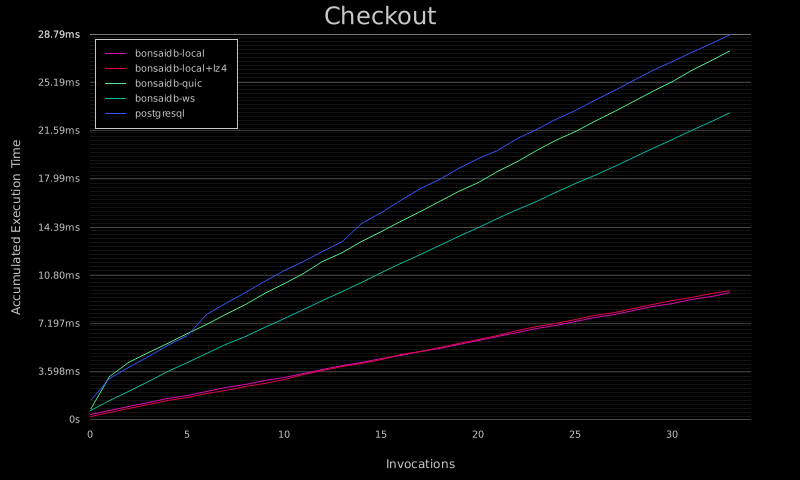 Checkout
28.79ms
25.19ms
21.59ms
17.99ms
14.39ms
10.80ms
7.197ms
3.598ms
0s
bonsaidb-local
bonsaidb-local+lz4
bonsaidb-quic
bonsaidb-ws
postgresql
Accumulated Execution Time
0 5 10 15 20 25 30
Invocations